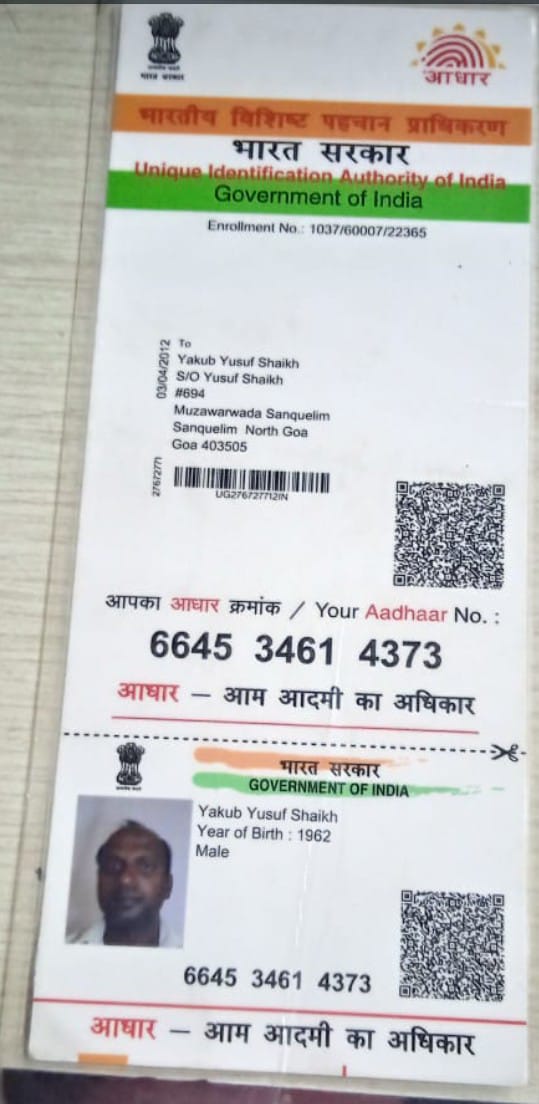 भारत सरकार
आधार
भारतीय विशिष्ट पहचान प्राधिकरण
भारत सरकार
Unique Identification Authority of India
Government of India
Enrollment No.: 1037/60007/22365
03/04/2012
To
Yakub Yusuf Shaikh
S/O Yusuf Shaikh
#694
Muzawarwada Sanquelim
Sanquelim North Goa
Goa 403505
27672771
UG276727712IN
आपका आधार क्रमांक / Your Aadhaar No. :
6645 3461 4373
आधार — आम आदमी का अधिकार
भारत सरकार
GOVERNMENT OF INDIA
Yakub Yusuf Shaikh
Year of Birth : 1962
Male
6645 3461 4373
आधार — आम आदमी का अधिकार